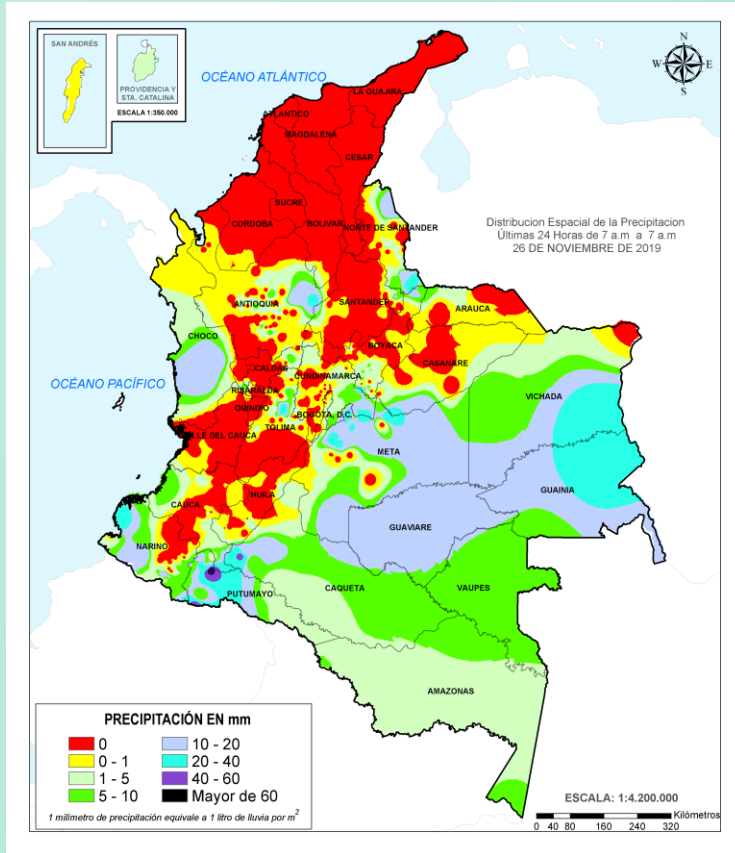 SAN ANDRÉS
PROVIDENCIA Y
STA. CATALINA
ESCALA 1:350.000
N
W E
S
OCÉANO ATLÁNTICO
LA GUAJIRA
ATLANTICO
MAGDALENA
CESAR
SUCRE
CORDOBA
BOLIVAR
NORTE DE SANTANDER
Distribucion Espacial de la Precipitacion
Últimas 24 Horas de 7 a.m a 7 a.m
26 DE NOVIEMBRE DE 2019
ANTIOQUIA
SANTANDER
ARAUCA
CHOCO
BOYACA
CASANARE
CALDAS
CUNDINAMARCA
OCÉANO PACÍFICO
RISARALDA
VICHADA
QUINDIO
BOGOTA, D.C.
TOLIMA
VALLE DEL CAUCA
META
GUAINIA
HUILA
CAUCA
GUAVIARE
NARIÑO
CAQUETA
VAUPES
PUTUMAYO
AMAZONAS
PRECIPITACIÓN EN mm
0
0 - 1
1 - 5
5 - 10
10 - 20
20 - 40
40 - 60
Mayor de 60
1 milímetro de precipitación equivale a 1 litro de lluvia por m²
ESCALA: 1:4.200.000
Kilómetros
0 40 80 160 240 320